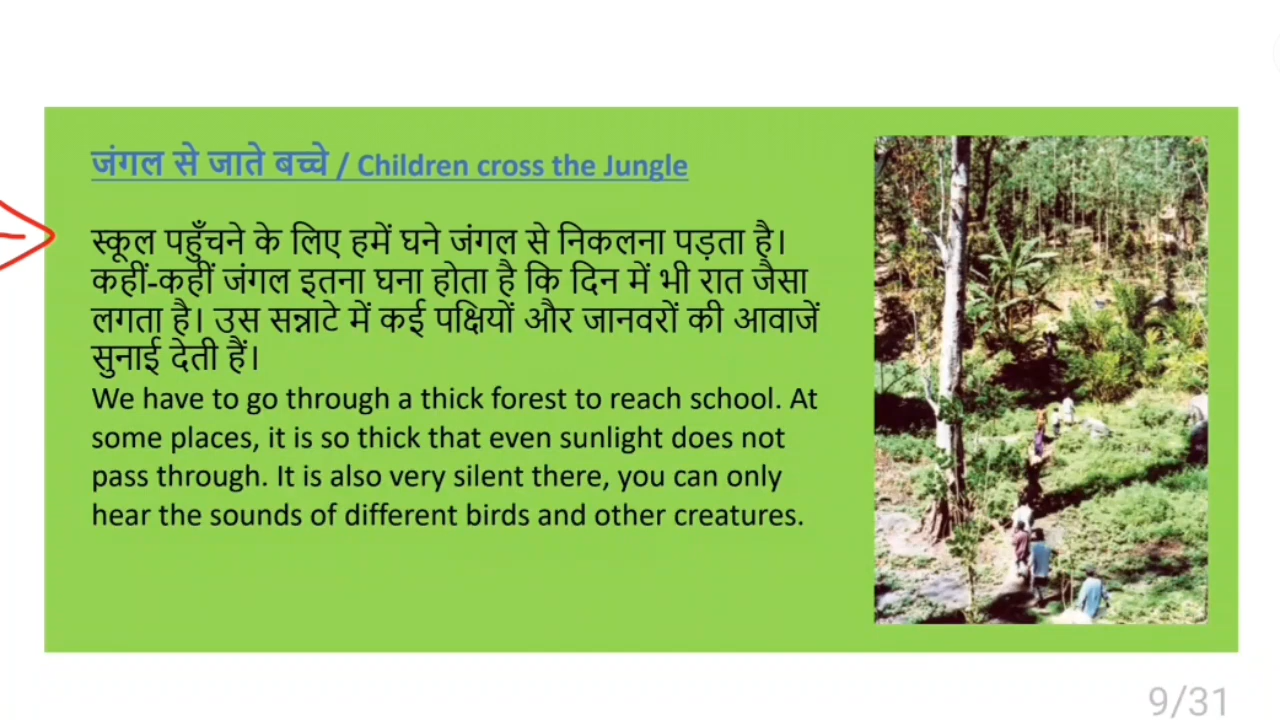 जंगल से जाते बच्चे / Children cross the Jungle
स्कूल पहुँचने के लिए हमें घने जंगल से निकलना पड़ता है।
कहीं-कहीं जंगल इतना घना होता है कि दिन में भी रात जैसा
लगता है। उस सन्नाटे में कई पक्षियों और जानवरों की आवाजें
सुनाई देती हैं।
We have to go through a thick forest to reach school. At
some places, it is so thick that even sunlight does not
pass through. It is also very silent there, you can only
hear the sounds of different birds and other creatures.
9/31